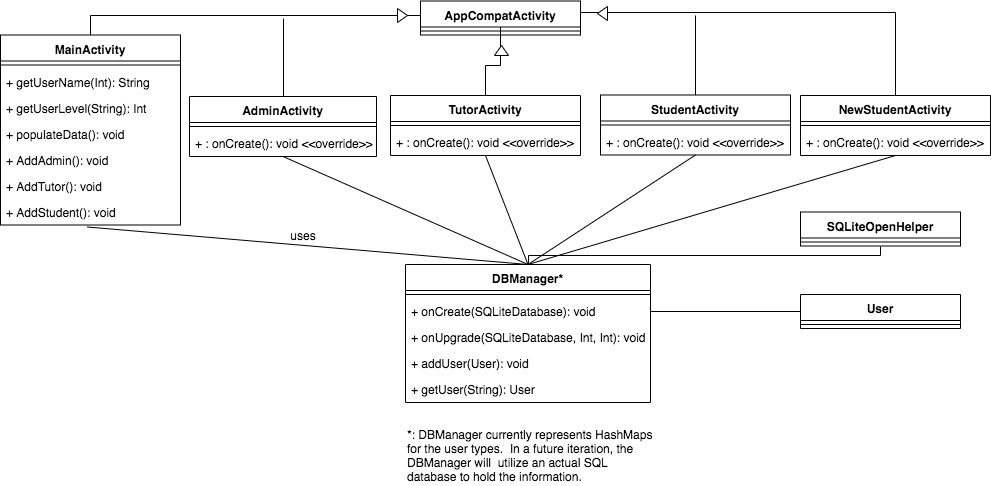 AppCompatActivity
MainActivity
+ getUserName(Int): String
+ getUserLevel(String): Int
+ populateData(): void
+ AddAdmin(): void
+ AddTutor(): void
+ AddStudent(): void
AdminActivity
+ : onCreate(): void <<override>>
TutorActivity
+ : onCreate(): void <<override>>
StudentActivity
+ : onCreate(): void <<override>>
NewStudentActivity
+ : onCreate(): void <<override>>
uses
SQLiteOpenHelper
DBManager*
+ onCreate(SQLiteDatabase): void
+ onUpgrade(SQLiteDatabase, Int, Int): void
+ addUser(User): void
+ getUser(String): User
User
*: DBManager currently represents HashMaps
for the user types. In a future iteration, the
DBManager will utilize an actual SQL
database to hold the information.